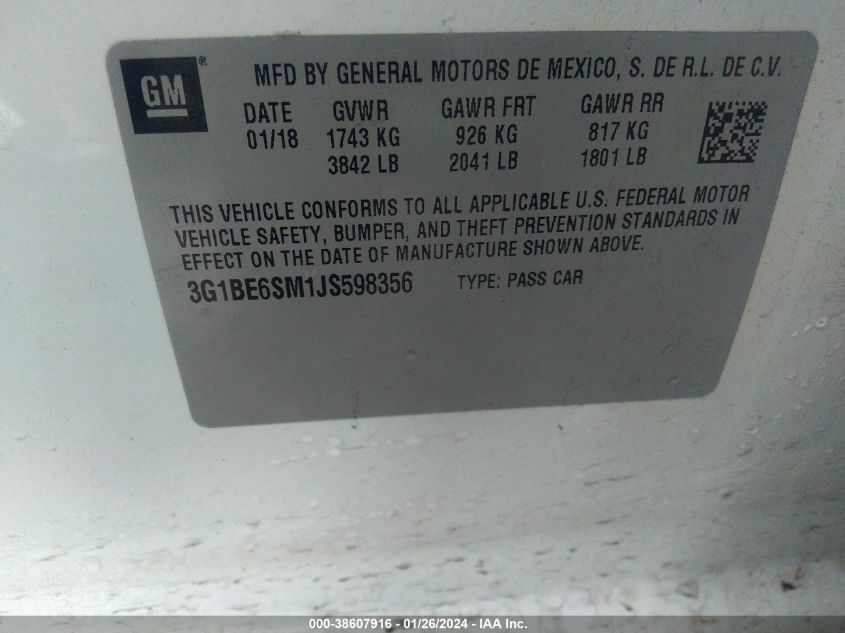 GM®
MFD BY GENERAL MOTORS DE MEXICO, S. DE R.L. DE C.V.
DATE GVWR GAWR FRT GAWR RR
01/18 1743 KG 926 KG 817 KG
3842 LB 2041 LB 1801 LB
THIS VEHICLE CONFORMS TO ALL APPLICABLE U.S. FEDERAL MOTOR
VEHICLE SAFETY, BUMPER, AND THEFT PREVENTION STANDARDS IN
EFFECT ON THE DATE OF MANUFACTURE SHOWN ABOVE.
3G1BE6SM1JS598356 TYPE: PASS CAR
000-38607916 - 01/26/2024 - IAA Inc.